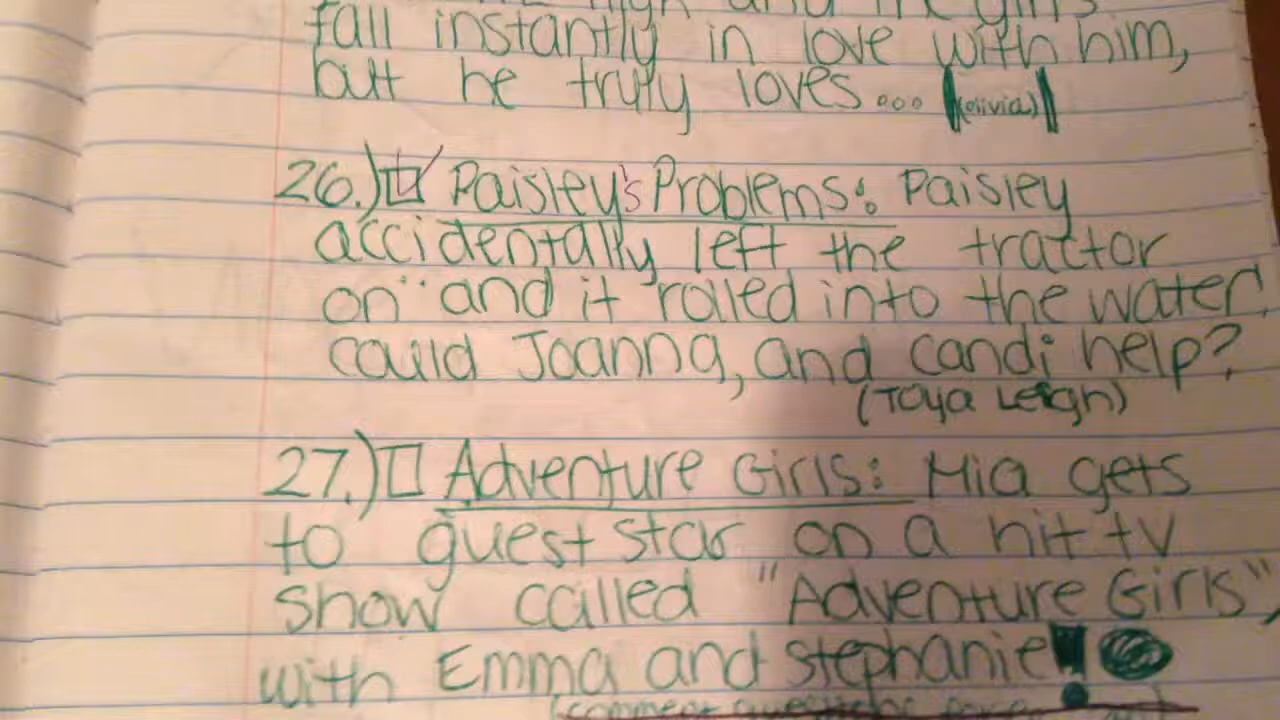 fall instantly in love with him,
but he truly loves... (olivia)
26.) Paisley's Problems: Paisley
accidentally left the tractor
on and it rolled into the water.
could Joanna, and Candi help?
(Toya Leigh)
27.) Adventure Girls: Mia gets
to guest star on a hit tv
show called "Adventure Girls",
with Emma and Stephanie!